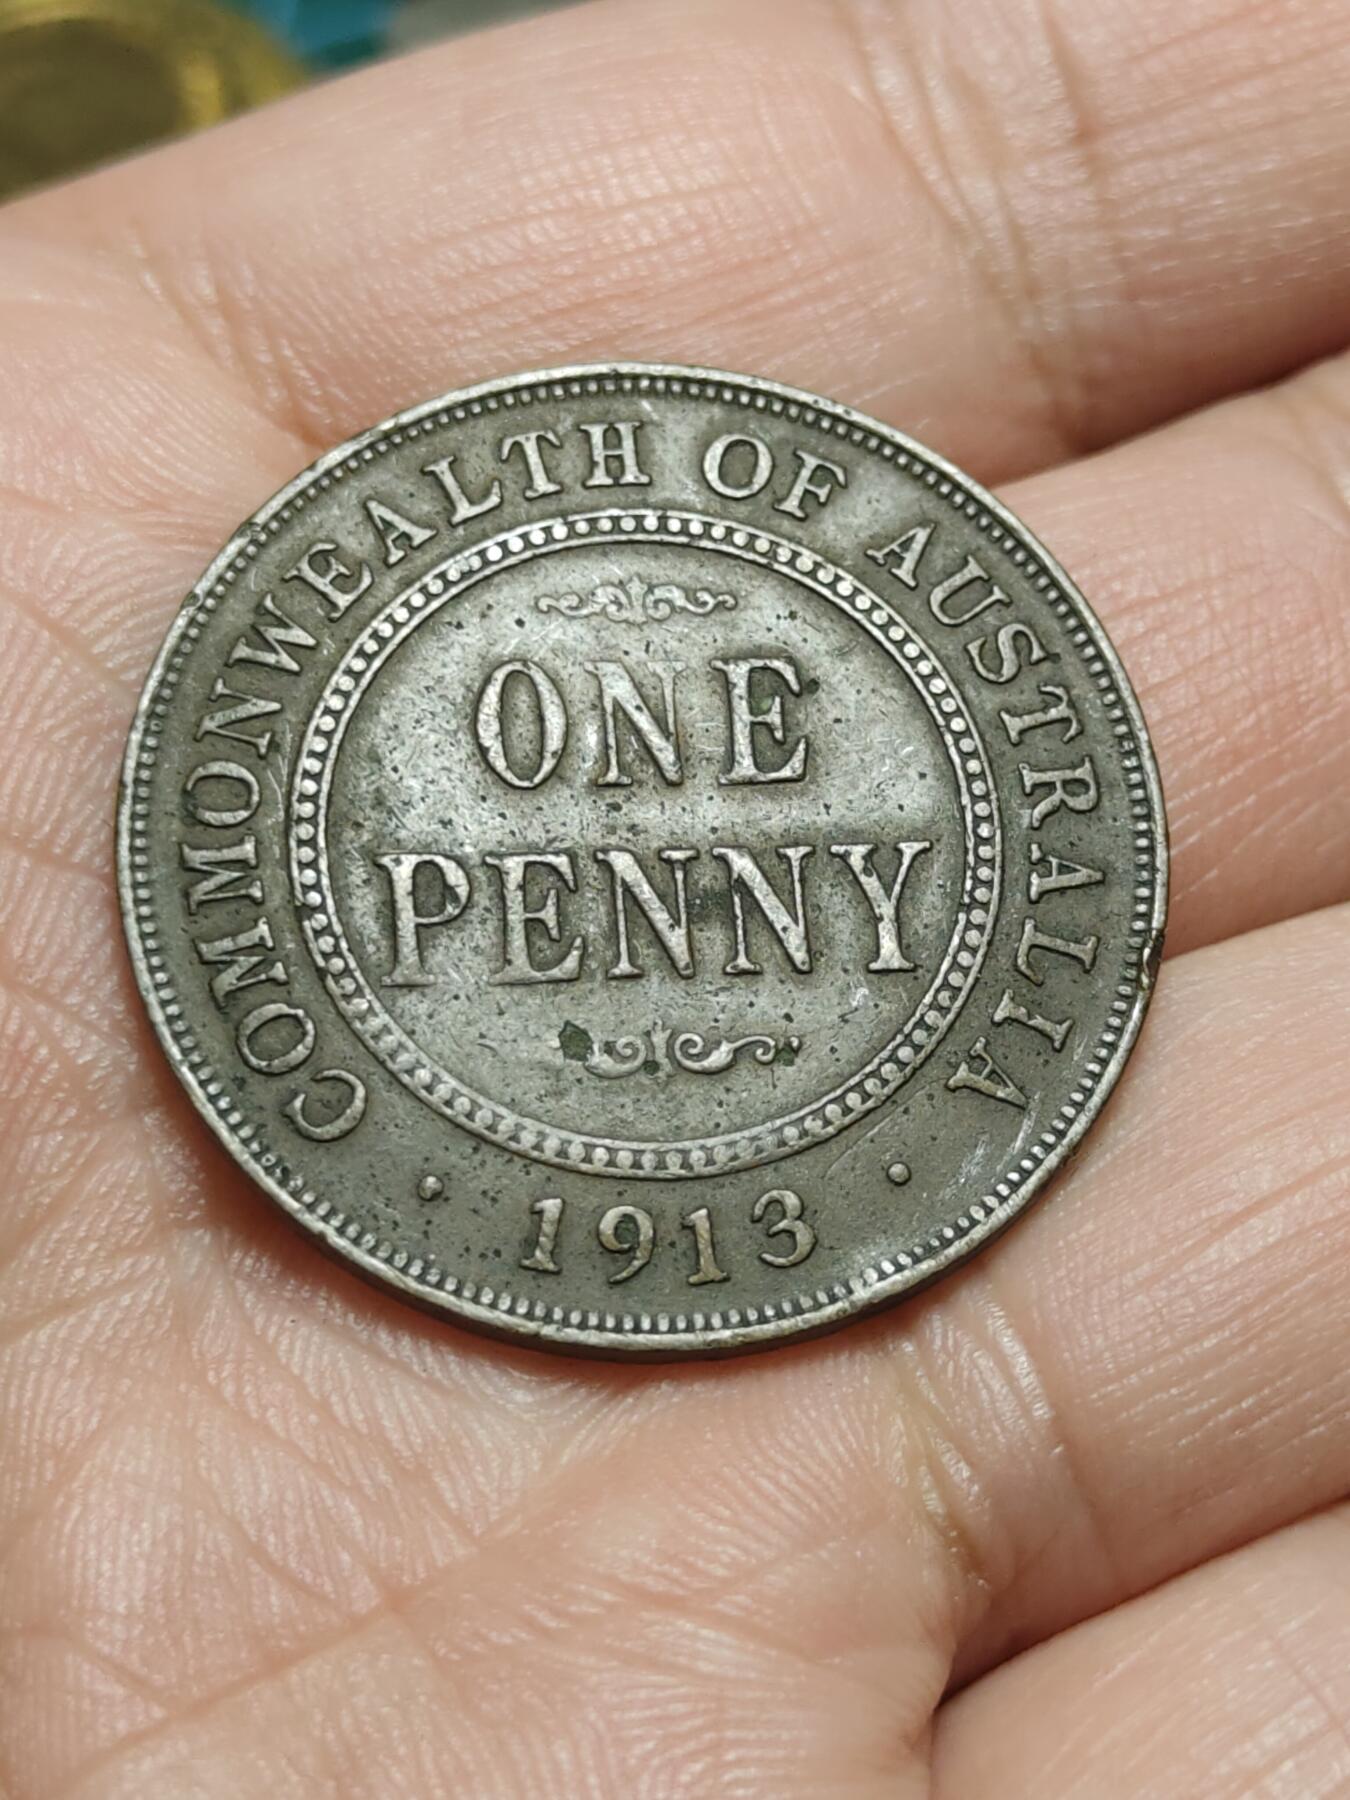 COMMONWEALTH OF AUSTRALIA
ONE
PENNY
· 1913 ·